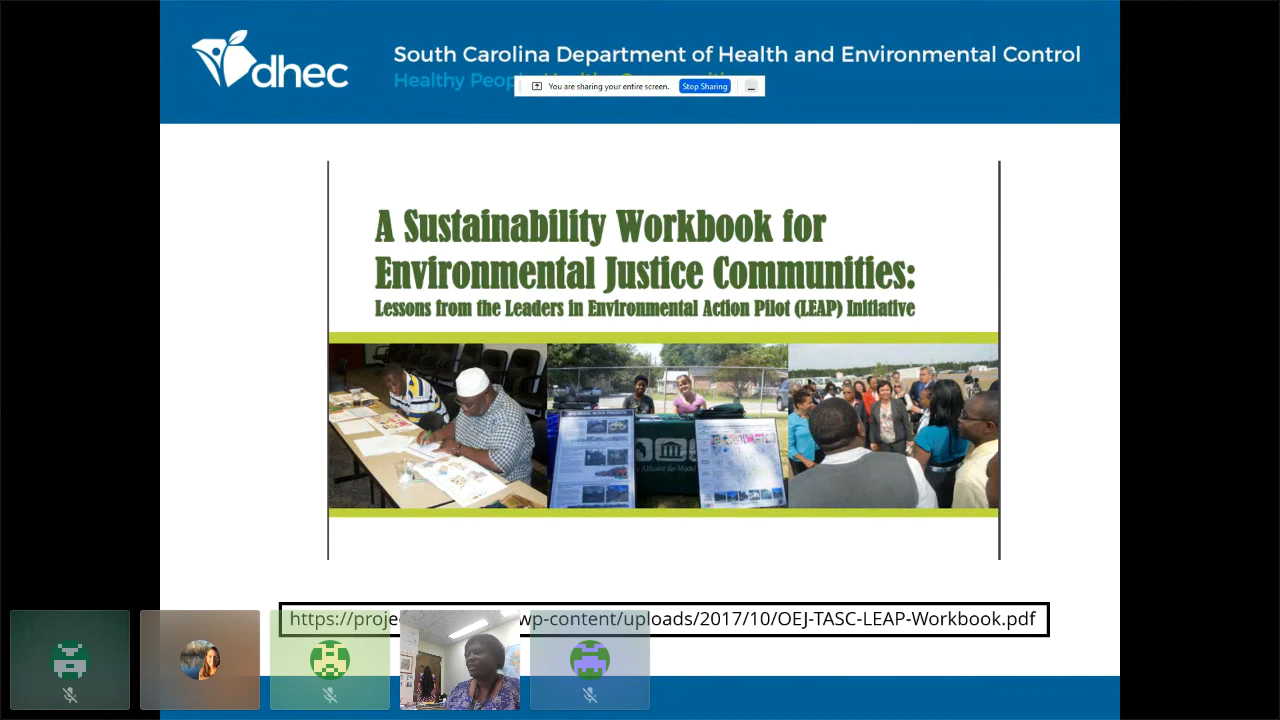 dhec
South Carolina Department of Health and Environmental Control
Healthy
You are sharing your entire screen.
Stop Sharing
A Sustainability Workbook for
Environmental Justice Communities:
Lessons from the Leaders in Environmental Action Pilot (LEAP) Initiative
wp-content/uploads/2017/10/OEJ-TASC-LEAP-Workbook.pdf